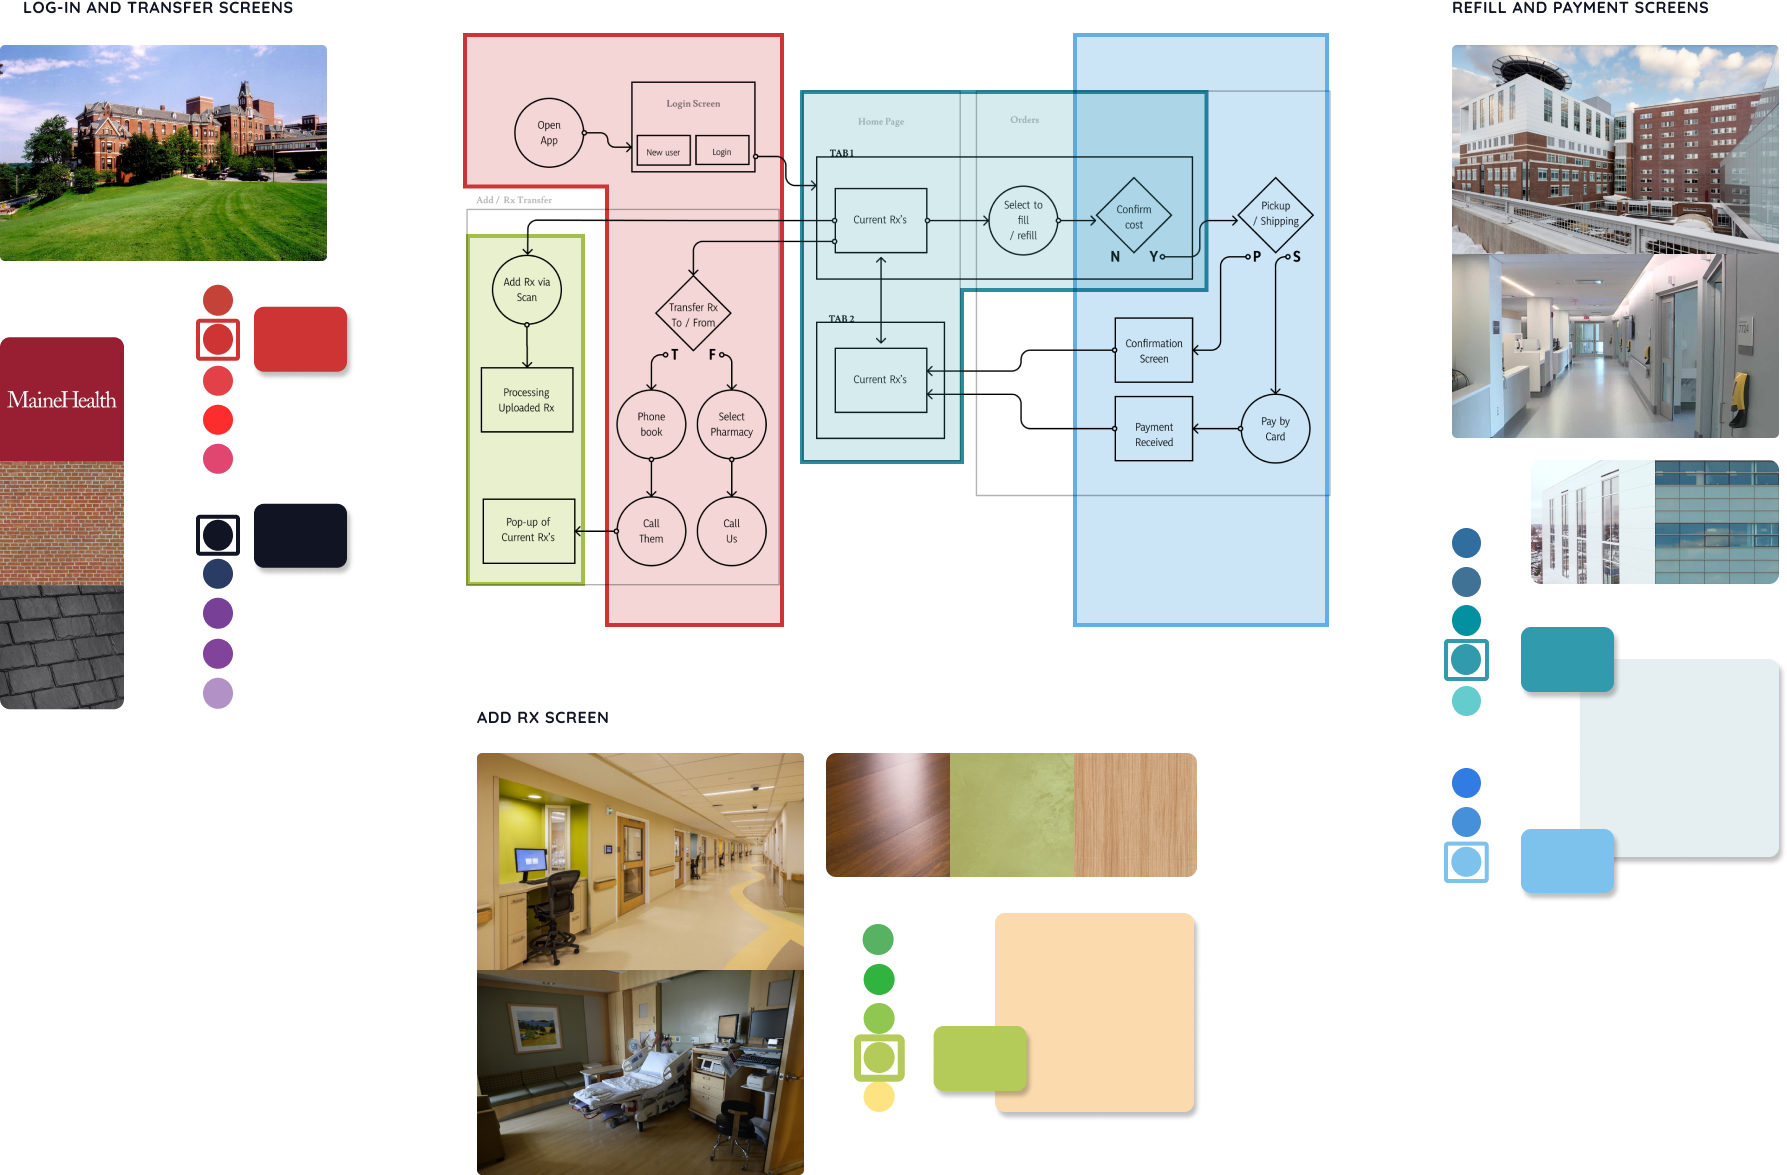 LOG-IN AND TRANSFER SCREENS
REFILL AND PAYMENT SCREENS
MaineHealth
Open
App
Login Screen
New user
Login
Home Page
Orders
TAB 1
Current Rx's
Select to
fill
/ refill
Confirm
cost
N
Y
Pickup
/ Shipping
P
S
Add / Rx Transfer
Add Rx via
Scan
Transfer Rx
To / From
T
F
TAB 2
Current Rx's
Confirmation
Screen
Processing
Uploaded Rx
Phone
book
Select
Pharmacy
Payment
Received
Pay by
Card
Pop-up of
Current Rx's
Call
Them
Call
Us
ADD RX SCREEN